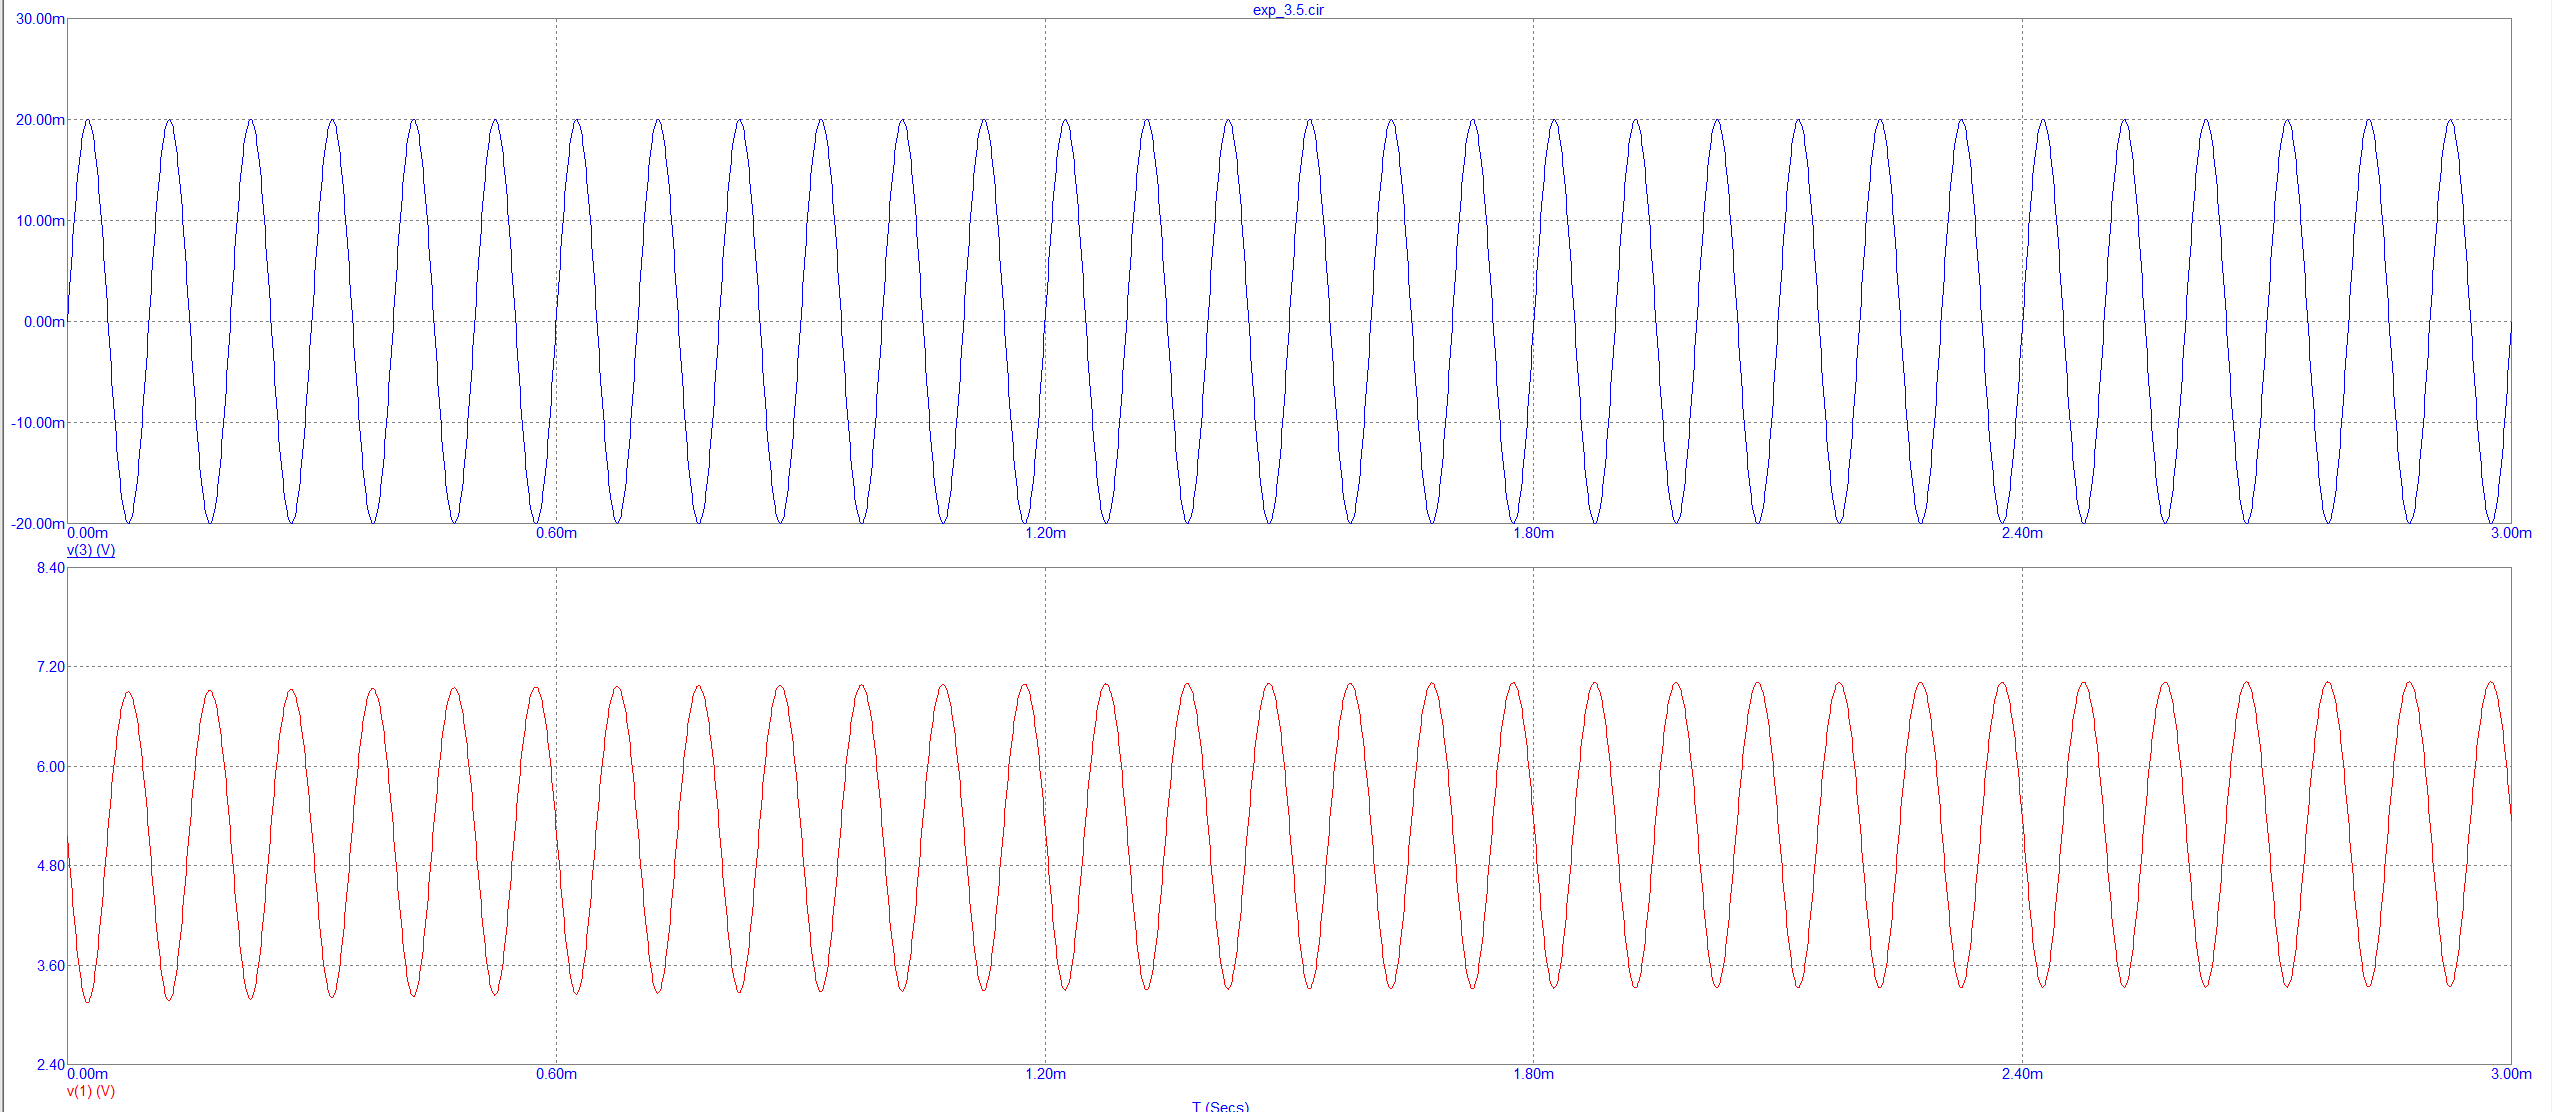 exp_3.5.cir
30.00m
20.00m
10.00m
0.00m
-10.00m
-20.00m
0.00m 0.60m 1.20m 1.80m 2.40m 3.00m
v(3) (V)
8.40
7.20
6.00
4.80
3.60
2.40
0.00m 0.60m 1.20m 1.80m 2.40m 3.00m
v(1) (V)
T (Secs)